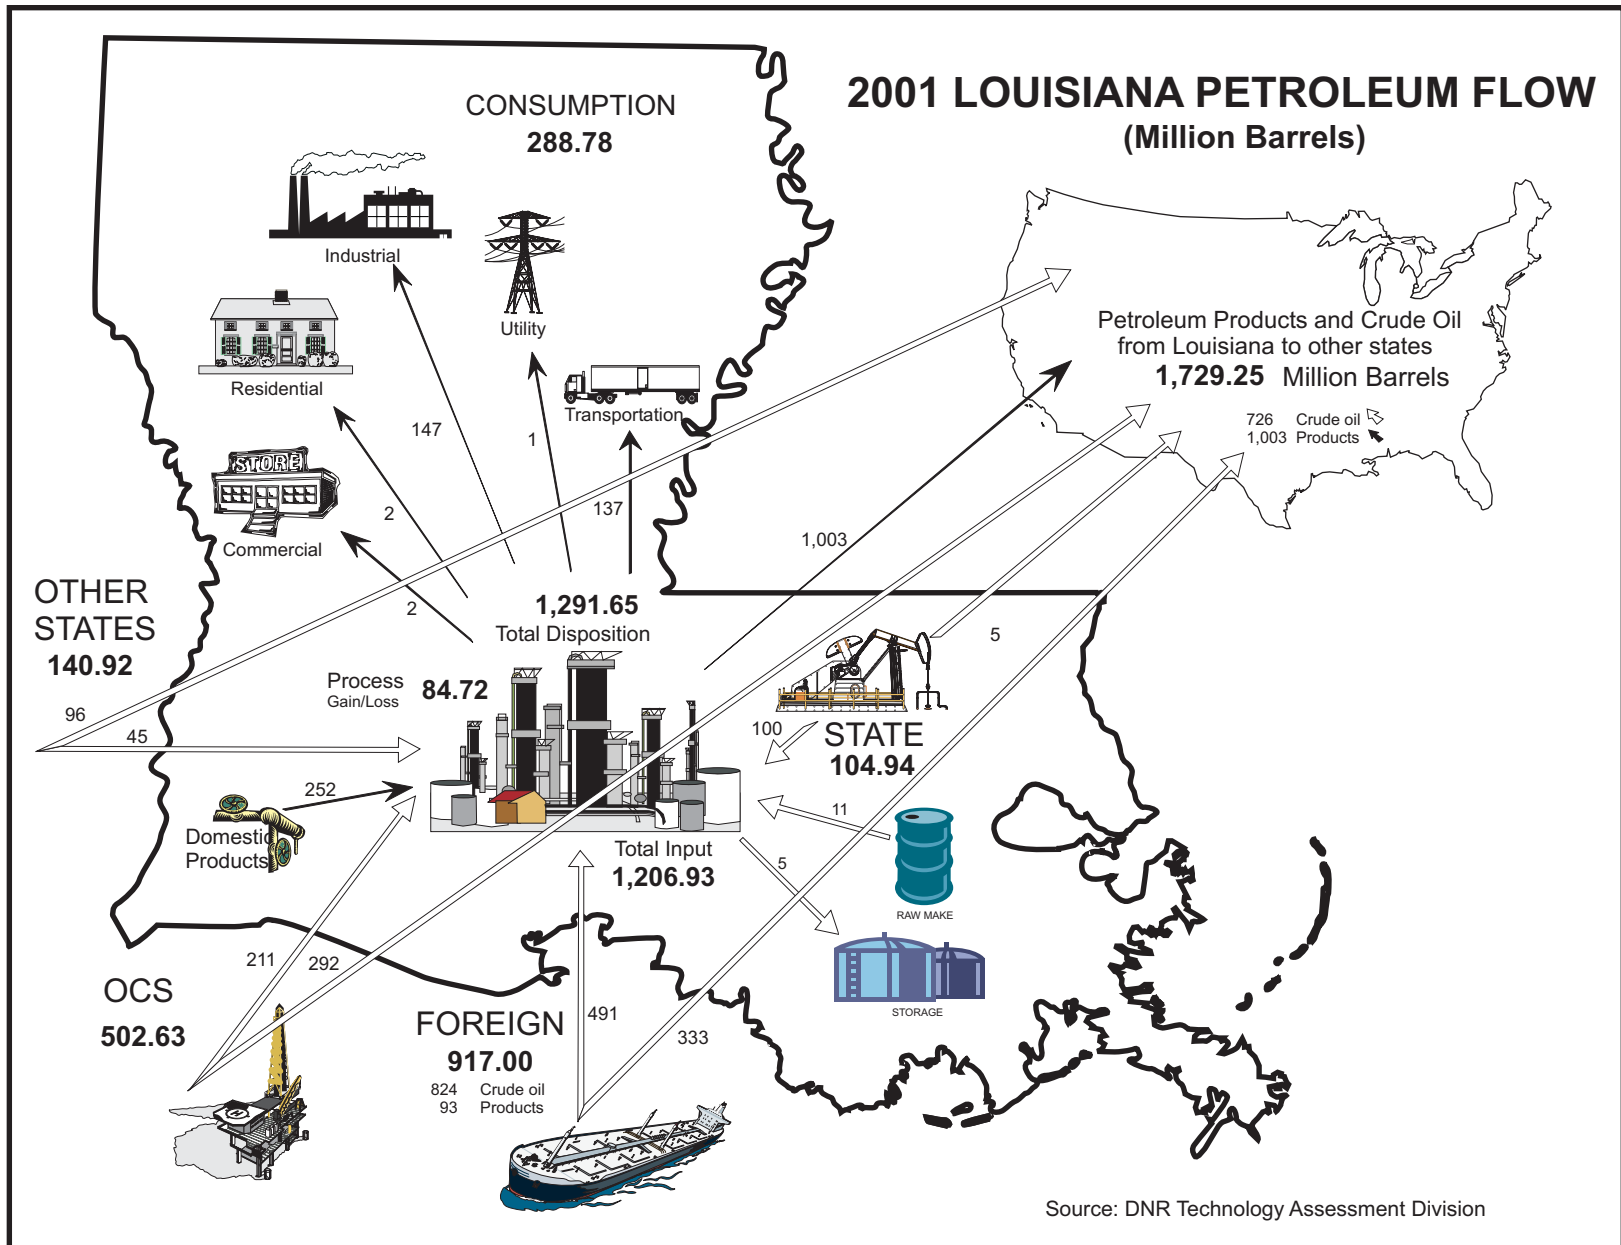 2001 LOUISIANA PETROLEUM FLOW
(Million Barrels)
CONSUMPTION
288.78
Industrial
Utility
Residential
Transportation
STORE
Commercial
147
1
2
137
2
1,003
Petroleum Products and Crude Oil
from Louisiana to other states
1,729.25 Million Barrels
726 Crude oil
1,003 Products
OTHER
STATES
140.92
96
45
1,291.65
Total Disposition
Process
Gain/Loss
84.72
5
100
STATE
104.94
252
Domestic
Products
11
Total Input
1,206.93
5
RAW MAKE
STORAGE
211
292
OCS
502.63
H
FOREIGN
917.00
824 Crude oil
93 Products
491
333
Source: DNR Technology Assessment Division